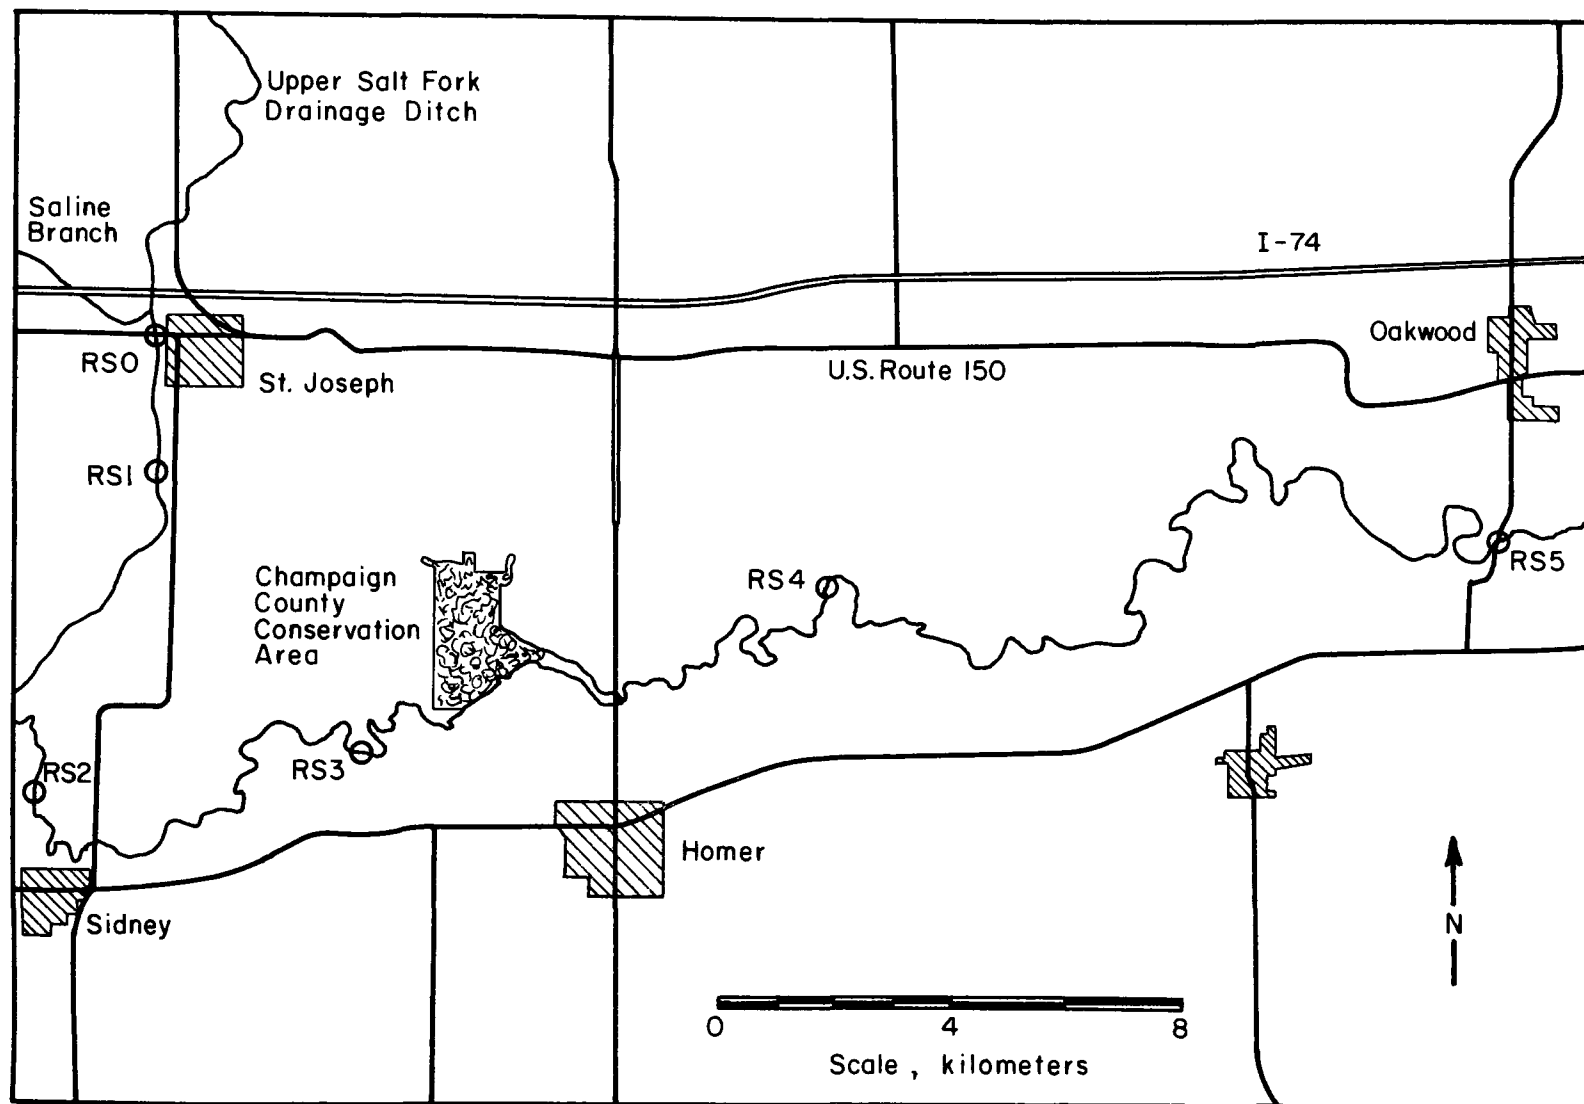 Upper Salt Fork
Drainage Ditch
Saline
Branch
I-74
RS0
St. Joseph
U.S. Route 150
Oakwood
RS1
Champaign
County
Conservation
Area
RS4
RS5
RS2
RS3
Homer
Sidney
N
0 4 8
Scale, kilometers